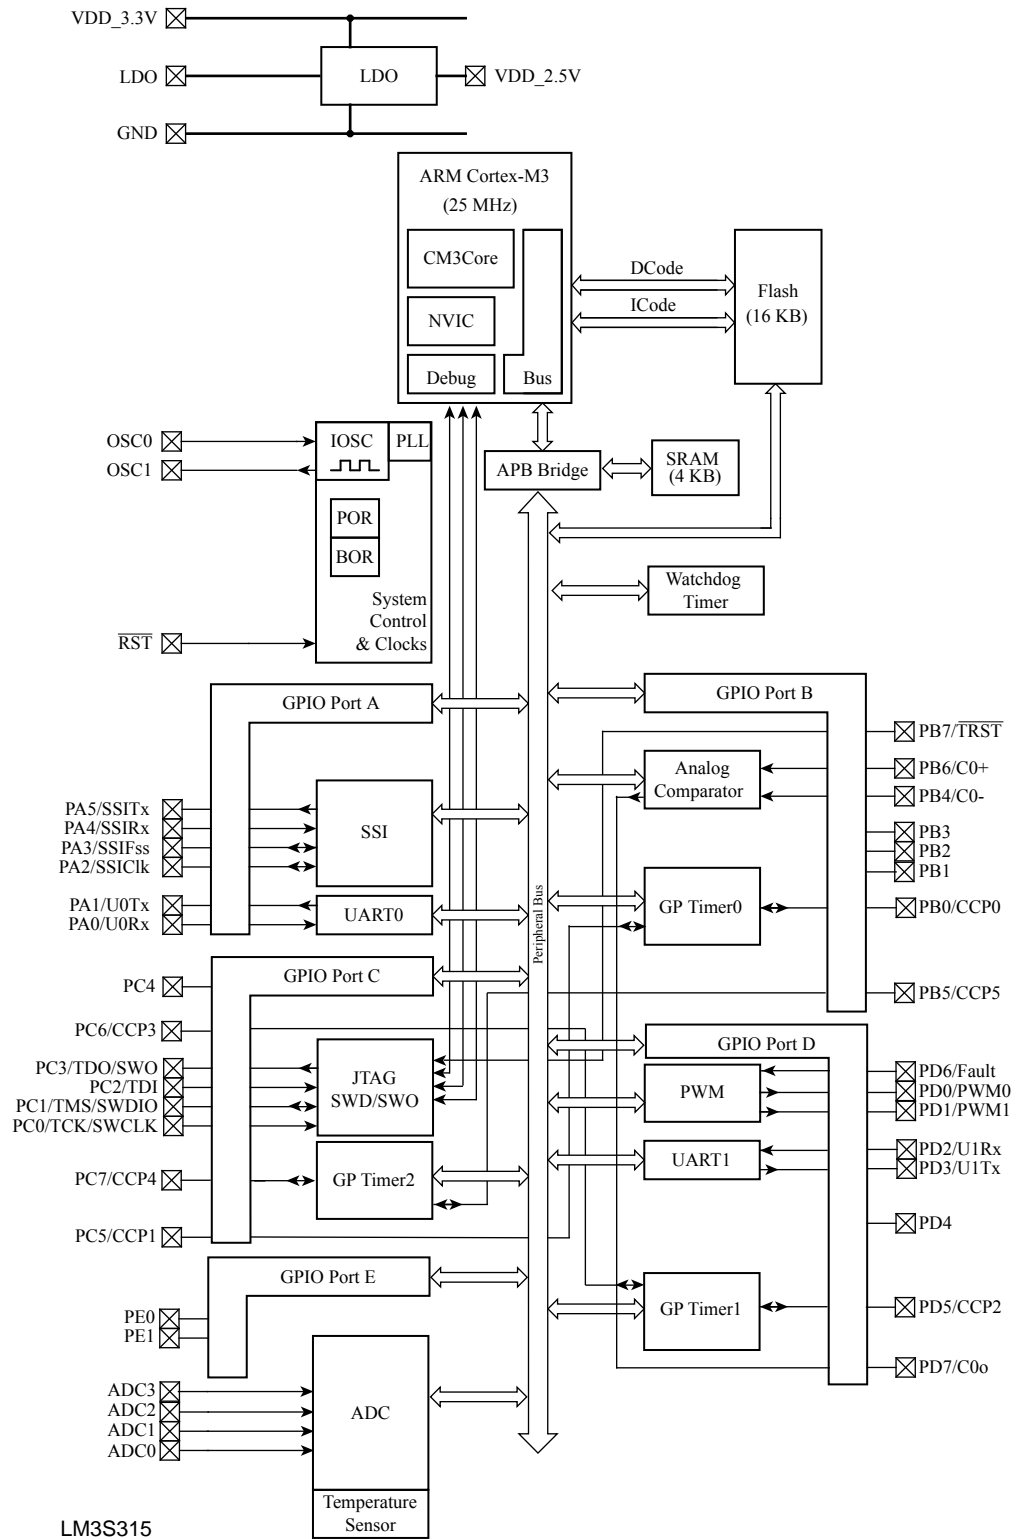 VDD_3.3V
LDO
LDO
VDD_2.5V
GND
ARM Cortex-M3
(25 MHz)
CM3Core
NVIC
Debug
Bus
DCode
ICode
Flash
(16 KB)
OSC0
OSC1
IOSC
PLL
POR
BOR
System
Control
& Clocks
RST
APB Bridge
SRAM
(4 KB)
Watchdog
Timer
Peripheral Bus
GPIO Port A
PA5/SSITx
PA4/SSIRx
PA3/SSIFss
PA2/SSIClk
SSI
PA1/U0Tx
PA0/U0Rx
UART0
GPIO Port B
PB7/TRST
Analog
Comparator
PB6/C0+
PB4/C0-
PB3
PB2
PB1
GP Timer0
PB0/CCP0
PB5/CCP5
GPIO Port C
PC4
PC6/CCP3
PC3/TDO/SWO
PC2/TDI
PC1/TMS/SWDIO
PC0/TCK/SWCLK
JTAG
SWD/SWO
PC7/CCP4
GP Timer2
PC5/CCP1
GPIO Port D
PWM
PD6/Fault
PD0/PWM0
PD1/PWM1
UART1
PD2/U1Rx
PD3/U1Tx
PD4
GP Timer1
PD5/CCP2
PD7/C0o
GPIO Port E
PE0
PE1
ADC3
ADC2
ADC1
ADC0
ADC
Temperature
Sensor
LM3S315